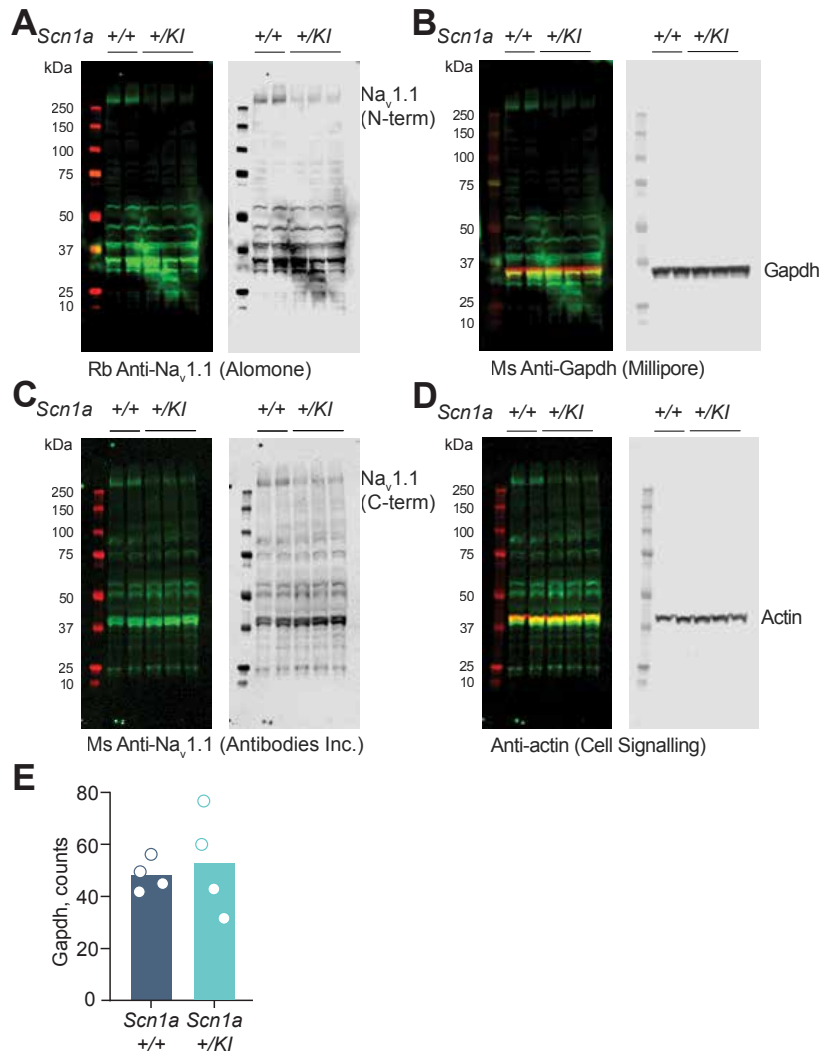 A
Scn1a +/+ +/KI +/+ +/KI
kDa
250
150
100
75
50
37
25
10
Naᵥ1.1
(N-term)
Rb Anti-Naᵥ1.1 (Alomone)
B
Scn1a +/+ +/KI +/+ +/KI
kDa
250
150
100
75
50
37
25
10
Gapdh
Ms Anti-Gapdh (Millipore)
C
Scn1a +/+ +/KI +/+ +/KI
kDa
250
150
100
75
50
37
25
10
Naᵥ1.1
(C-term)
Ms Anti-Naᵥ1.1 (Antibodies Inc.)
D
Scn1a +/+ +/KI +/+ +/KI
kDa
250
150
100
75
50
37
25
10
Actin
Anti-actin (Cell Signalling)
E
Gapdh, counts
80
60
40
20
0
Scn1a Scn1a
+/+ +/KI